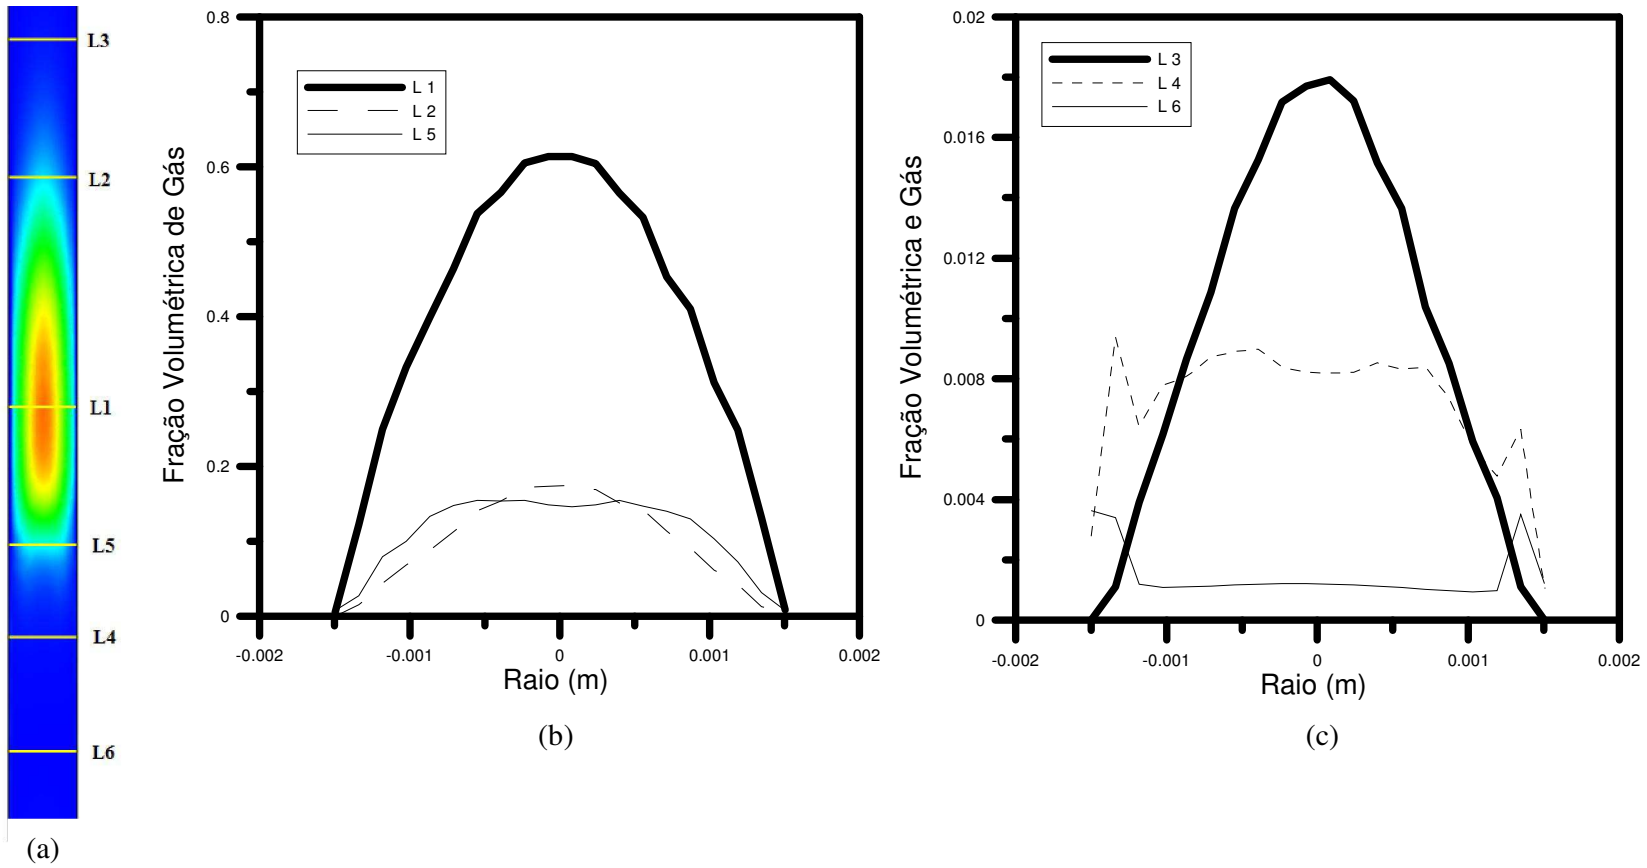 L3
L2
L1
L5
L4
L6
(a)
Fração Volumétrica de Gás
0.8
0.6
0.4
0.2
0
L 1
L 2
L 5
-0.002
-0.001
0
0.001
0.002
Raio (m)
(b)
Fração Volumétrica e Gás
0.02
0.016
0.012
0.008
0.004
0
L 3
L 4
L 6
-0.002
-0.001
0
0.001
0.002
Raio (m)
(c)